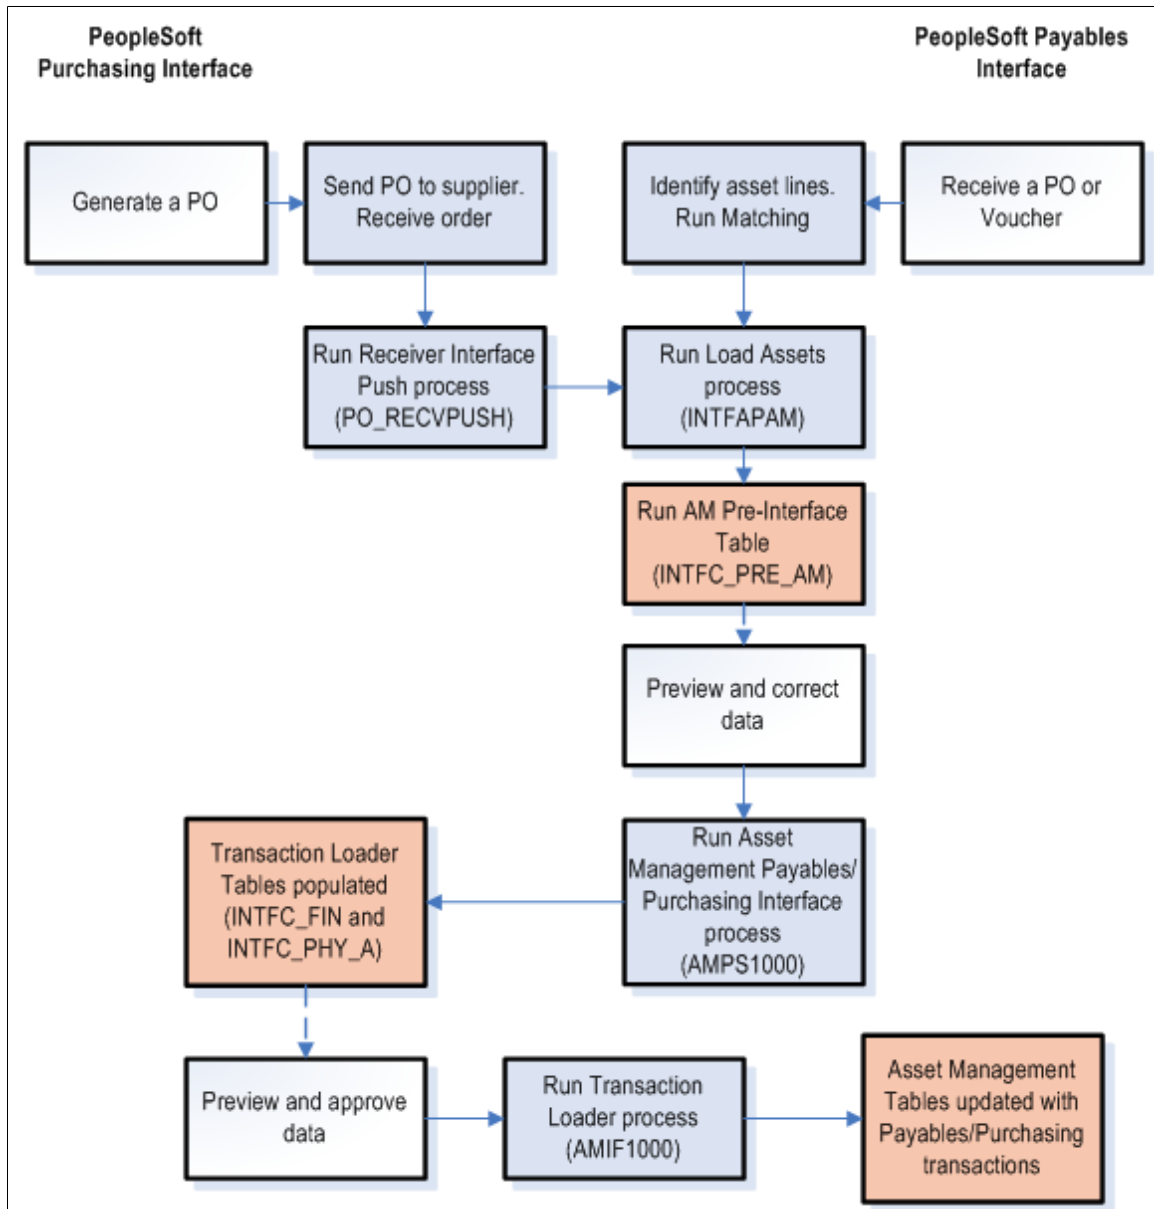 PeopleSoft
Purchasing Interface
PeopleSoft Payables
Interface
Generate a PO
Send PO to supplier.
Receive order
Identify asset lines.
Run Matching
Receive a PO or
Voucher
Run Receiver Interface
Push process
(PO_RECVPUSH)
Run Load Assets
process
(INTFAPAM)
Run AM Pre-Interface
Table
(INTFC_PRE_AM)
Preview and correct
data
Run Asset
Management Payables/
Purchasing Interface
process
(AMPS1000)
Transaction Loader
Tables populated
(INTFC_FIN and
INTFC_PHY_A)
Preview and approve
data
Run Transaction
Loader process
(AMIF1000)
Asset Management
Tables updated with
Payables/Purchasing
transactions